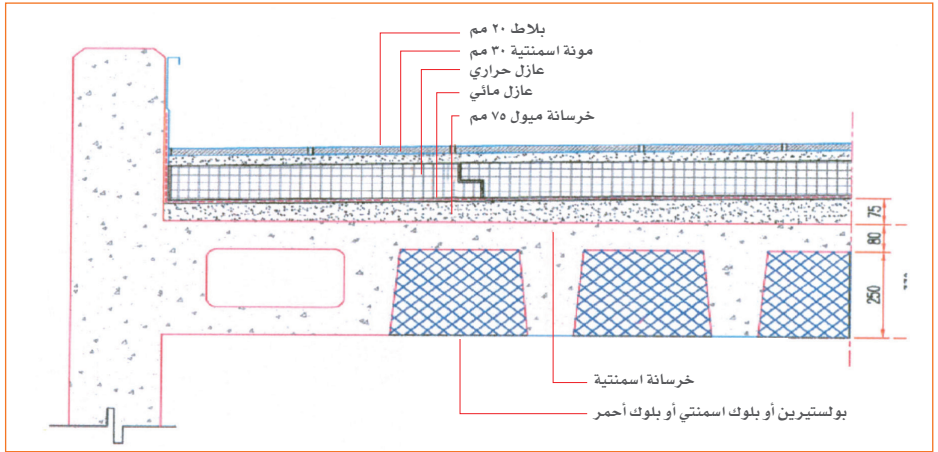 بلاط ٢٠ مم
مونة اسمنتية ٣٠ مم
عازل حراري
عازل مائي
خرسانة ميول ٧٥ مم
75
80
250
خرسانة اسمنتية
بولستيرين أو بلوك اسمنتي أو بلوك أحمر